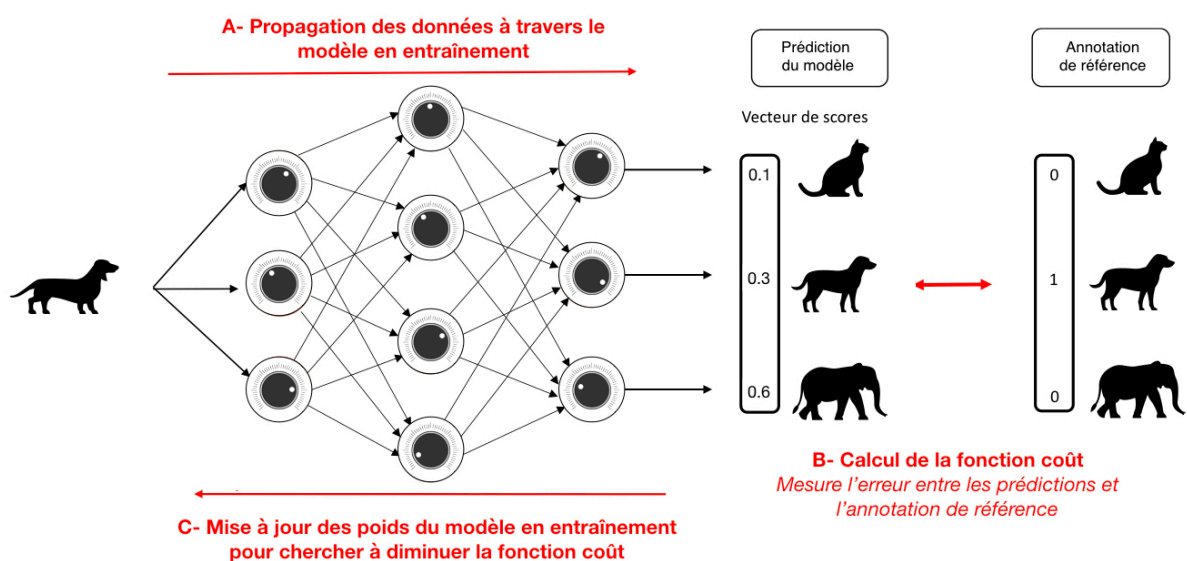 A- Propagation des données à travers le
modèle en entraînement
Prédiction
du modèle
Annotation
de référence
Vecteur de scores
0.1
0
0.3
1
0.6
0
B- Calcul de la fonction coût
Mesure l'erreur entre les prédictions et
l'annotation de référence
C- Mise à jour des poids du modèle en entraînement
pour chercher à diminuer la fonction coût